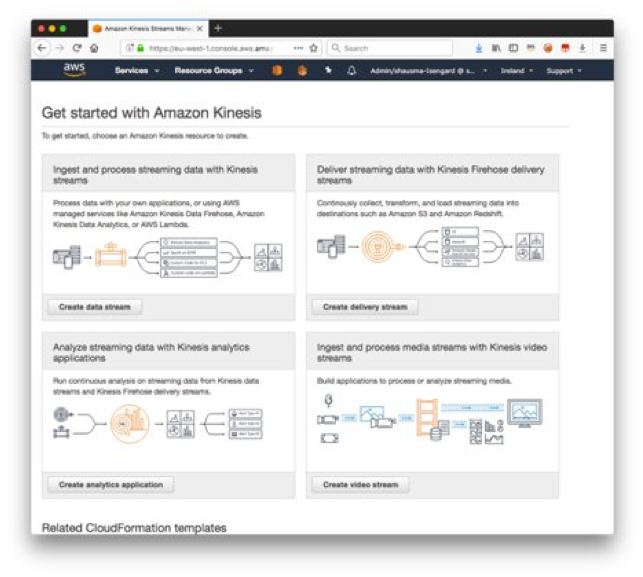 Amazon Kinesis Streams Mana
https://eu-west-1.console.aws.ama
Search
aws
Services
Resource Groups
Admin/shausma-Isengard @ s...
Ireland
Support
Get started with Amazon Kinesis
To get started, choose an Amazon Kinesis resource to create.
Ingest and process streaming data with Kinesis
streams
Process data with your own applications, or using AWS
managed services like Amazon Kinesis Data Firehose, Amazon
Kinesis Data Analytics, or AWS Lambda.
Create data stream
Deliver streaming data with Kinesis Firehose delivery
streams
Continously collect, transform, and load streaming data into
destinations such as Amazon S3 and Amazon Redshift.
Create delivery stream
Analyze streaming data with Kinesis analytics
applications
Run continuous analysis on streaming data from Kinesis data
streams and Kinesis Firehose delivery streams.
Create analytics application
Ingest and process media streams with Kinesis video
streams
Build applications to process or analyze streaming media.
Create video stream
Related CloudFormation templates